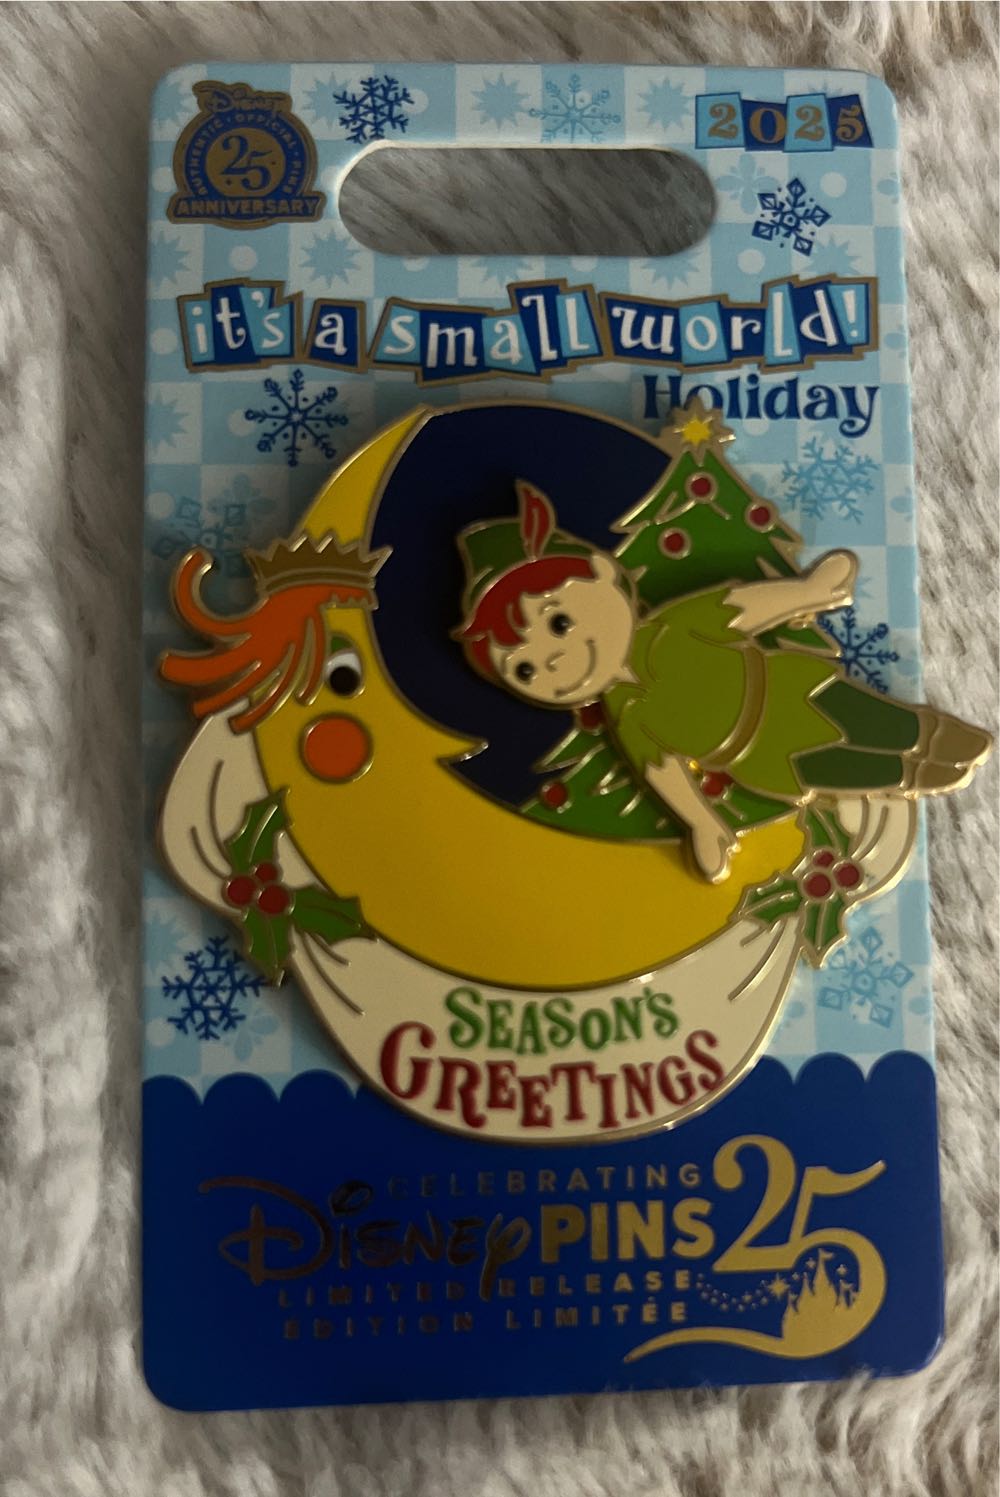 Disney
AUTHENTIC • OFFICIAL • PINS
25
ANNIVERSARY
2025
it's a small world!
Holiday
SEASON'S
GREETINGS
CELEBRATING
Disney PINS 25
LIMITED RELEASE
ÉDITION LIMITÉE